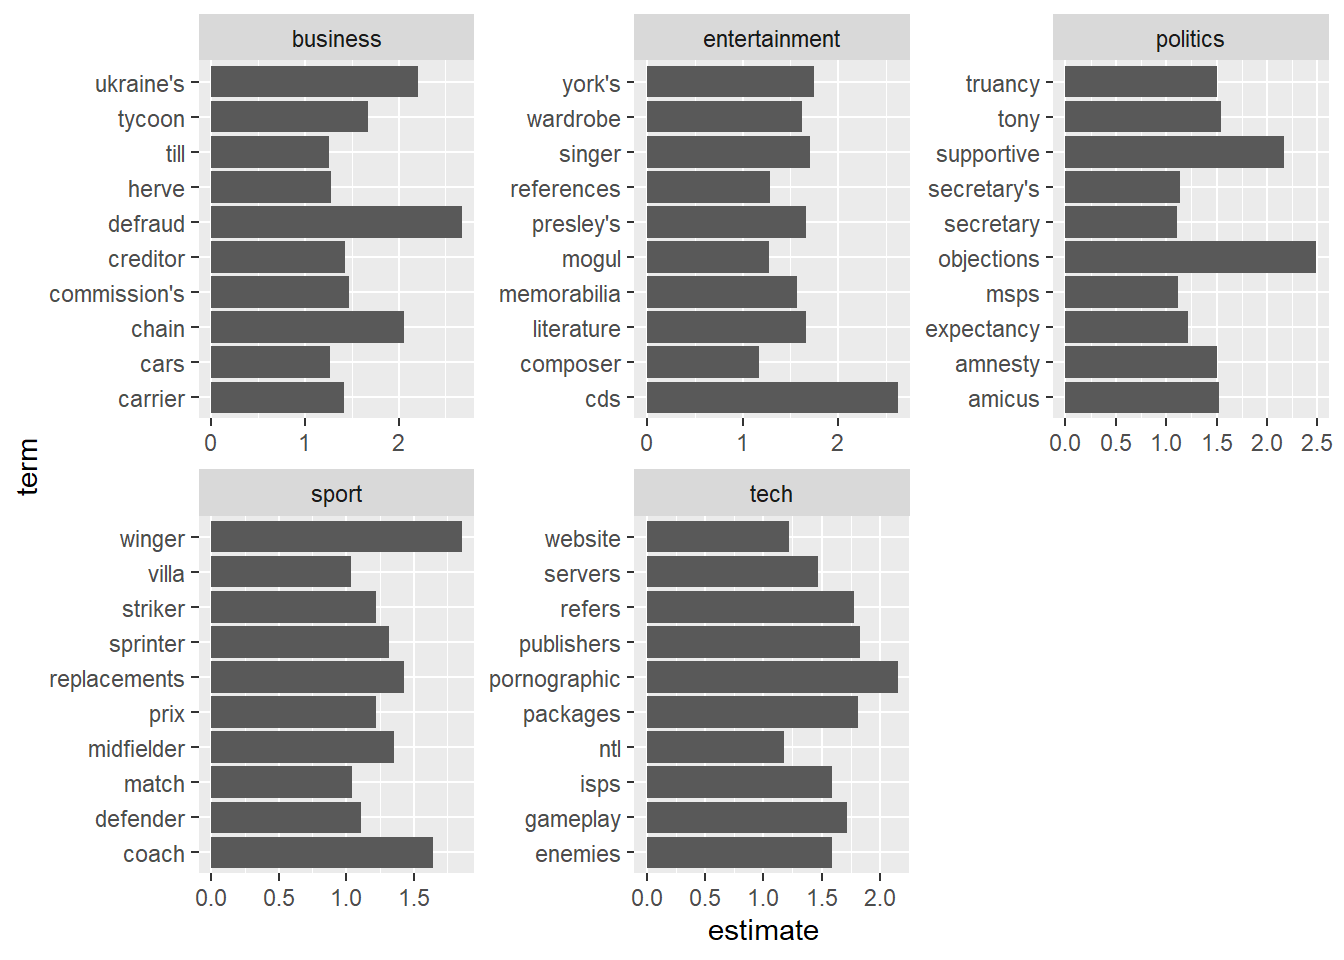 business
ukraine's
tycoon
till
herve
defraud
creditor
commission's
chain
cars
carrier
0 1 2
entertainment
york's
wardrobe
singer
references
presley's
mogul
memorabilia
literature
composer
cds
0 1 2
politics
truancy
tony
supportive
secretary's
secretary
objections
msps
expectancy
amnesty
amicus
0.0 0.5 1.0 1.5 2.0 2.5
term
sport
winger
villa
striker
sprinter
replacements
prix
midfielder
match
defender
coach
0.0 0.5 1.0 1.5
tech
website
servers
refers
publishers
pornographic
packages
ntl
isps
gameplay
enemies
0.0 0.5 1.0 1.5 2.0
estimate